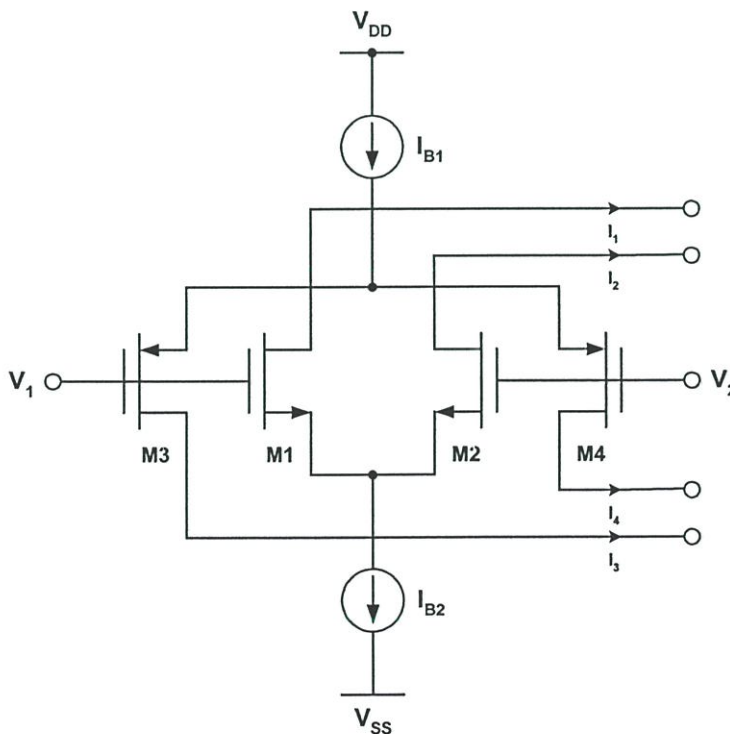 V_DD
I_B1
I_1
I_2
V_1
V_2
M3 M1 M2 M4
I_4
I_3
I_B2
V_SS